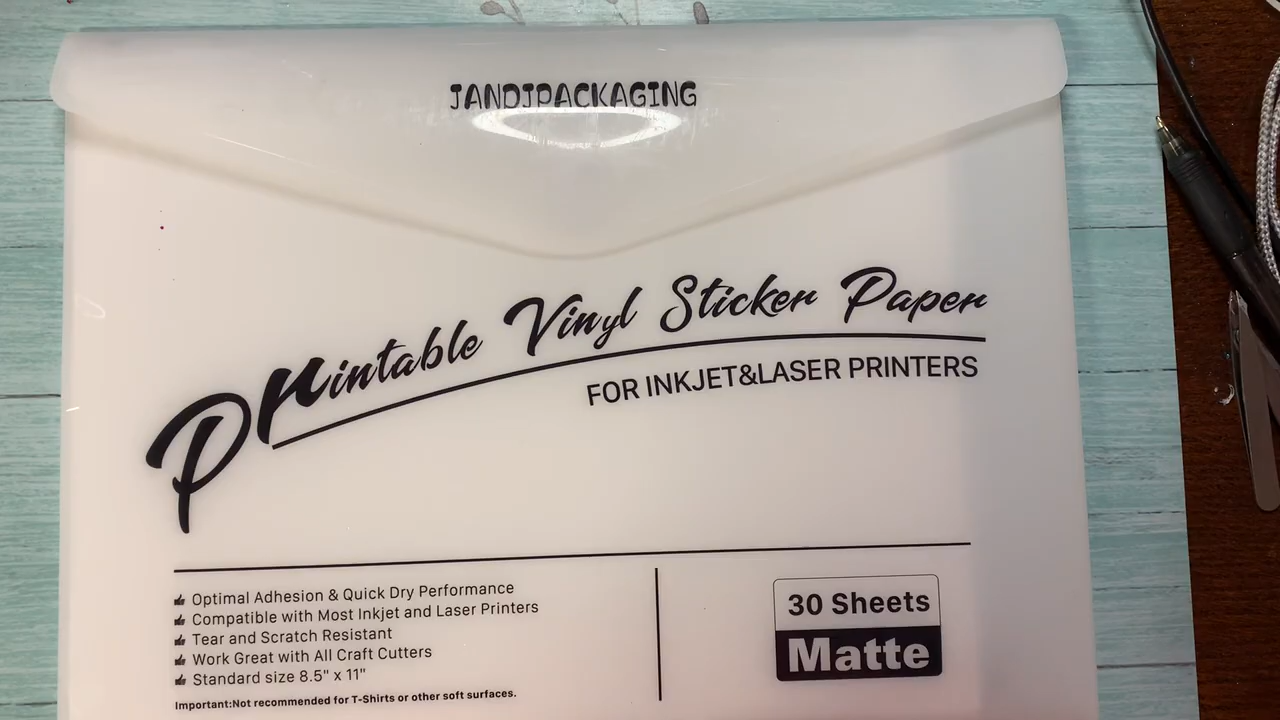 JANDJPACKAGING
Printable Vinyl Sticker Paper
FOR INKJET&LASER PRINTERS
Optimal Adhesion & Quick Dry Performance
Compatible with Most Inkjet and Laser Printers
Tear and Scratch Resistant
Work Great with All Craft Cutters
Standard size 8.5" x 11"
Important:Not recommended for T-Shirts or other soft surfaces.
30 Sheets
Matte